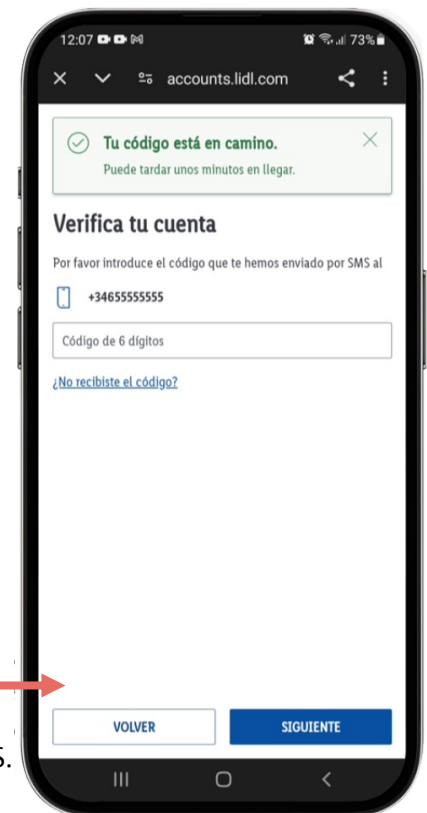 12:07
73%
accounts.lidl.com
Tu código está en camino.
Puede tardar unos minutos en llegar.
Verifica tu cuenta
Por favor introduce el código que te hemos enviado por SMS al
+34655555555
Código de 6 dígitos
¿No recibiste el código?
VOLVER
SIGUIENTE